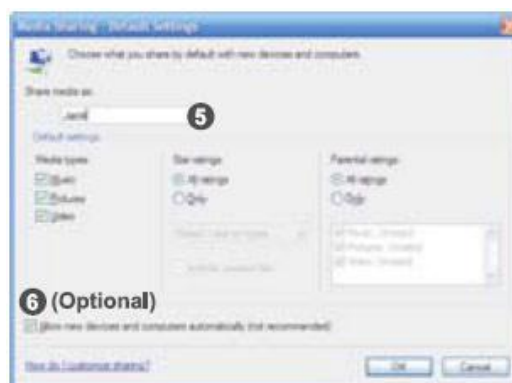 Media Sharing - Default Settings
Choose what you share by default with new devices and computers.
Share media as:
5
Default settings
Media types:
Star ratings:
Parental ratings:
Music
All ratings
All ratings
Pictures
Only
Only
Video
6 (Optional)
Allow new devices and computers automatically (not recommended)
How do I customize sharing?
OK
Cancel